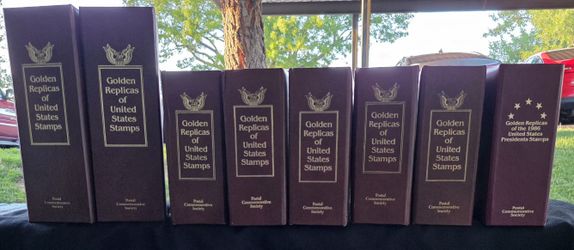 Golden
Replicas
of
United
States
Stamps
Postal
Commemorative
Society
Golden
Replicas
of
United
States
Stamps
Postal
Commemorative
Society
Golden
Replicas
of
United
States
Stamps
Postal
Commemorative
Society
Golden
Replicas
of
United
States
Stamps
Postal
Commemorative
Society
Golden
Replicas
of
United
States
Stamps
Postal
Commemorative
Society
Golden
Replicas
of
United
States
Stamps
Postal
Commemorative
Society
Golden
Replicas
of
United
States
Stamps
Postal
Commemorative
Society
Golden Replicas
of the 1986
United States
Presidents Stamps
Postal
Commemorative
Society